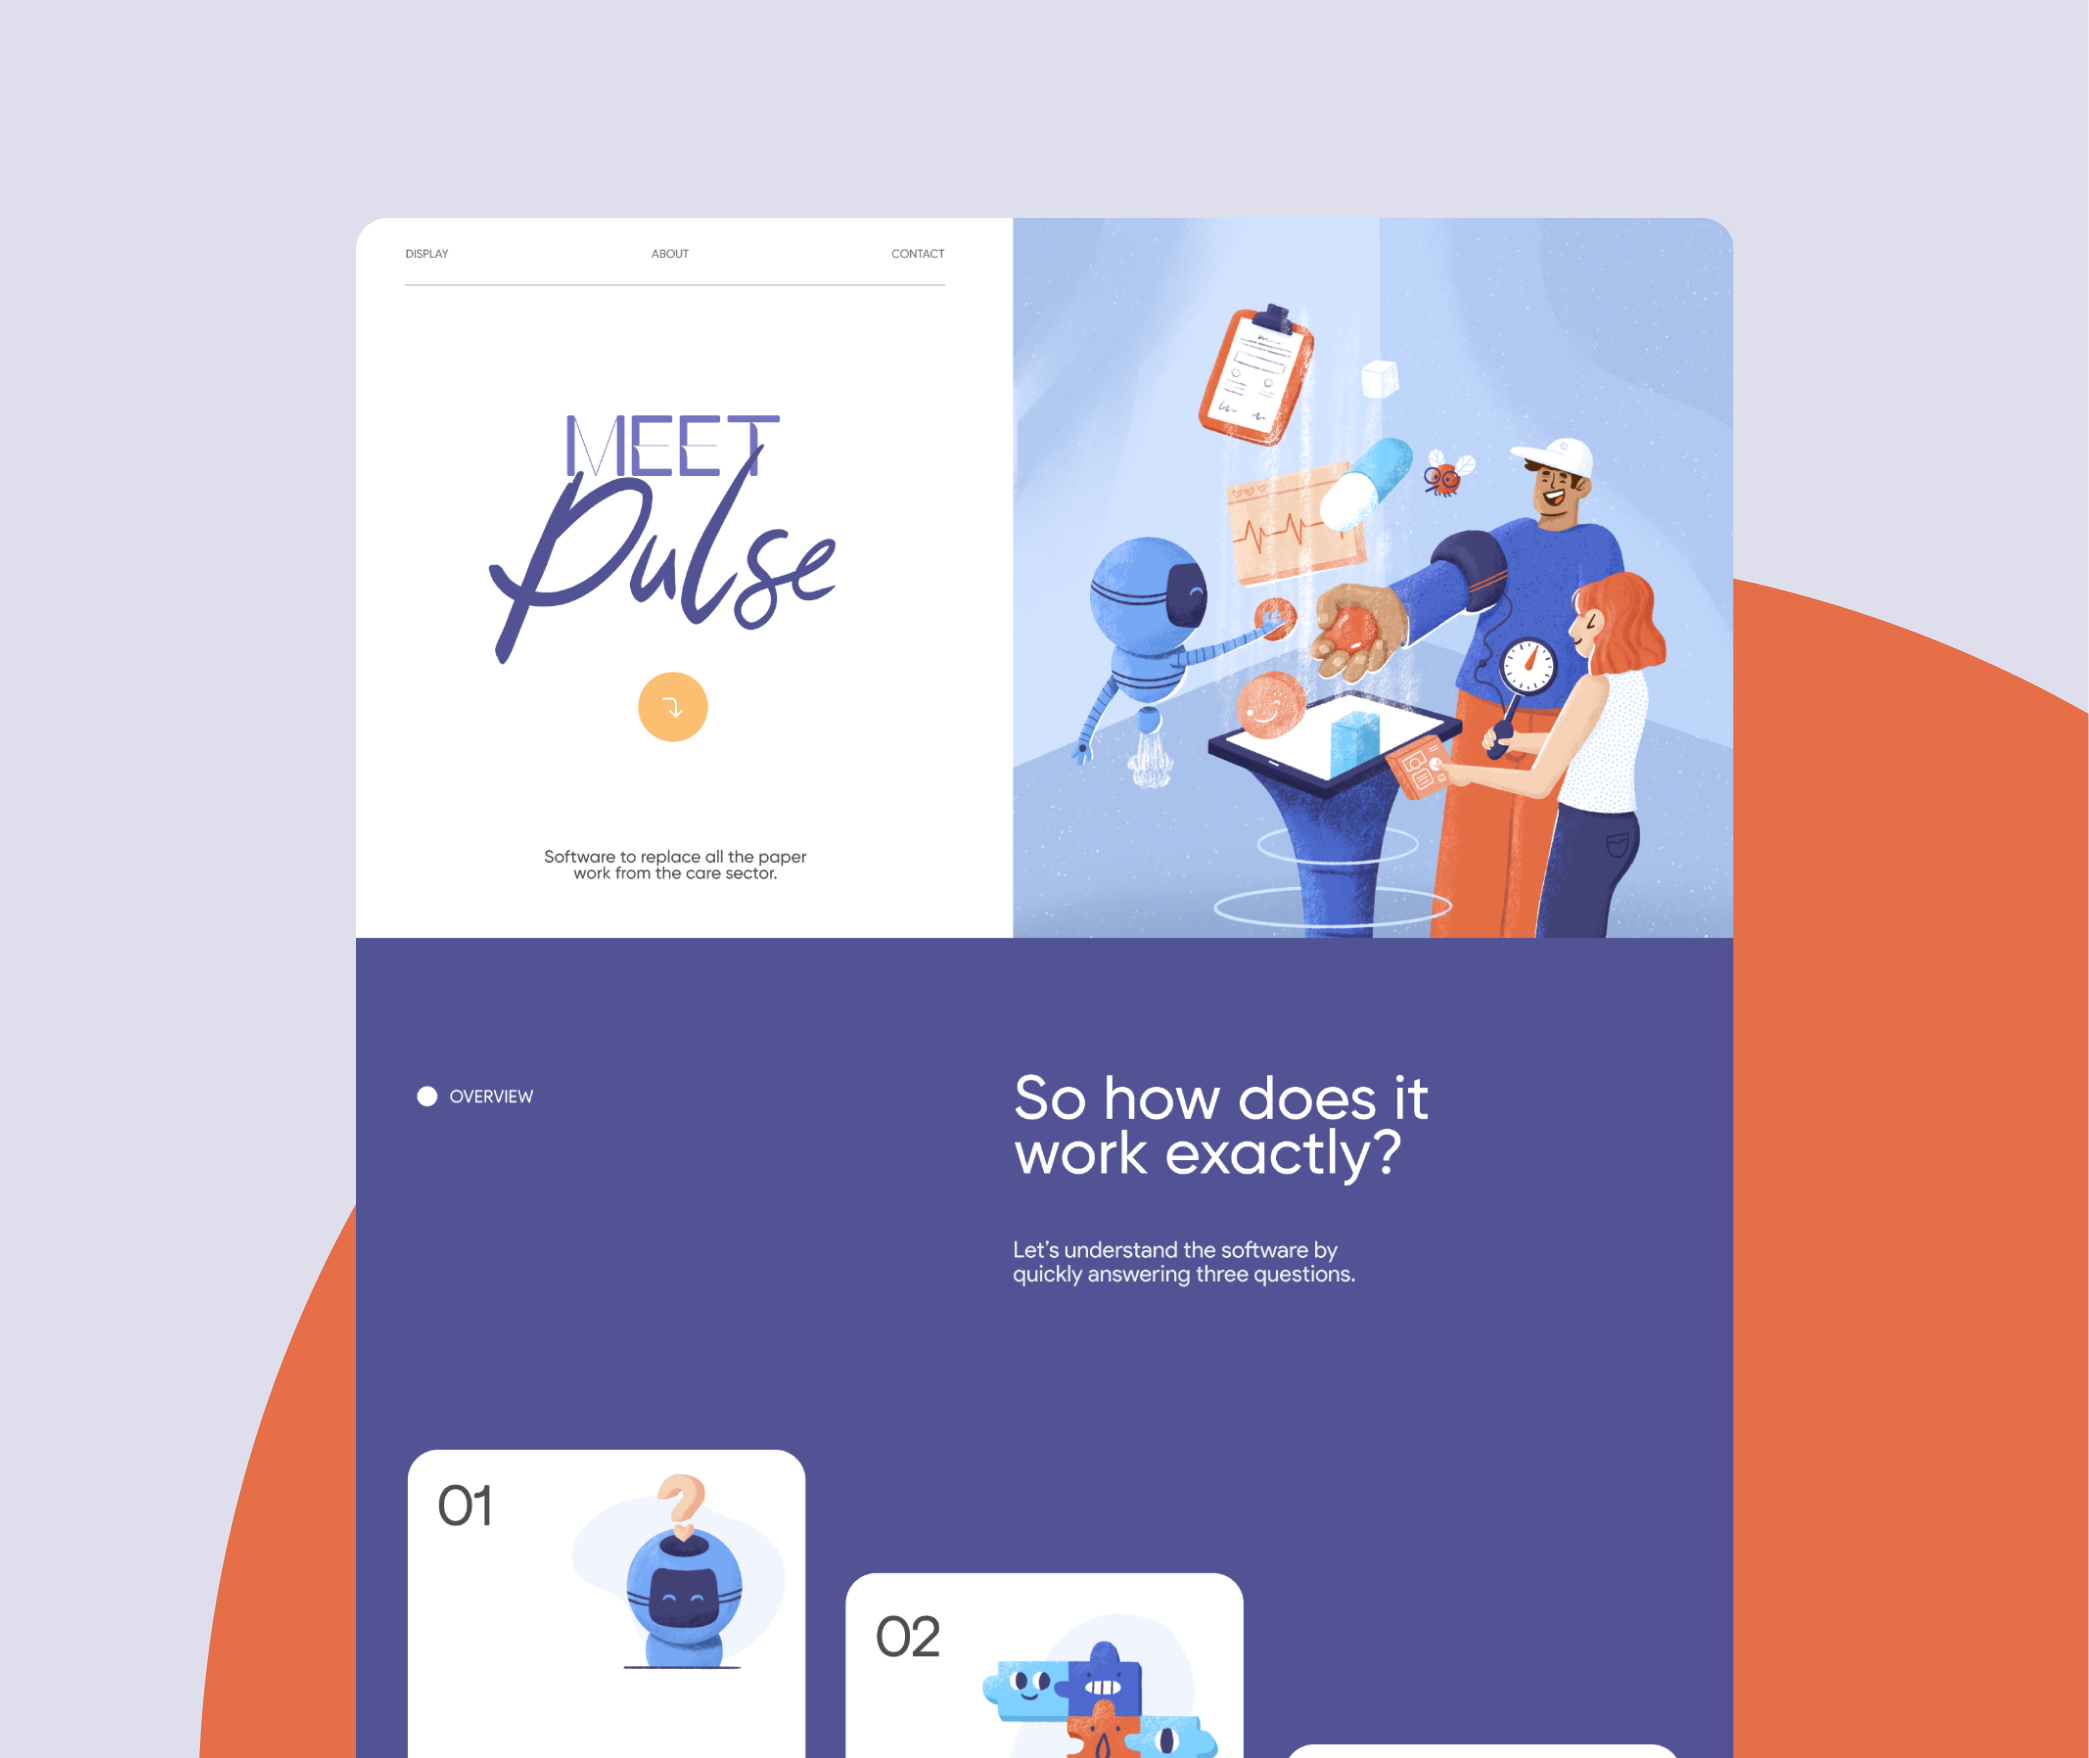 DISPLAY
ABOUT
CONTACT
MEET
Pulse
Software to replace all the paper
work from the care sector.
OVERVIEW
So how does it
work exactly?
Let’s understand the software by
quickly answering three questions.
01
02